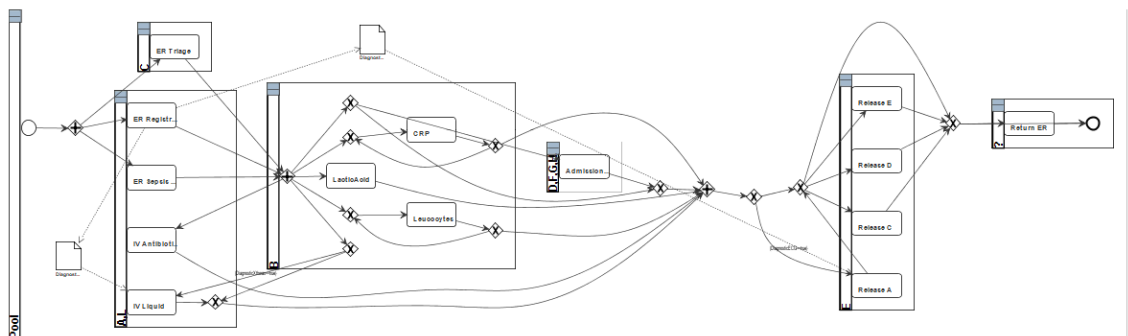 Diagnost...
C
ER Triage
A,I,
ER Registr...
ER Sepsis ...
IV Antibioti...
IV Liquid
Diagnost...
B
CRP
LacticAcid
Leucocytes
D,F,G,H
Admission...
E
Release E
Release D
Release C
Release A
?
Return ER
Pool